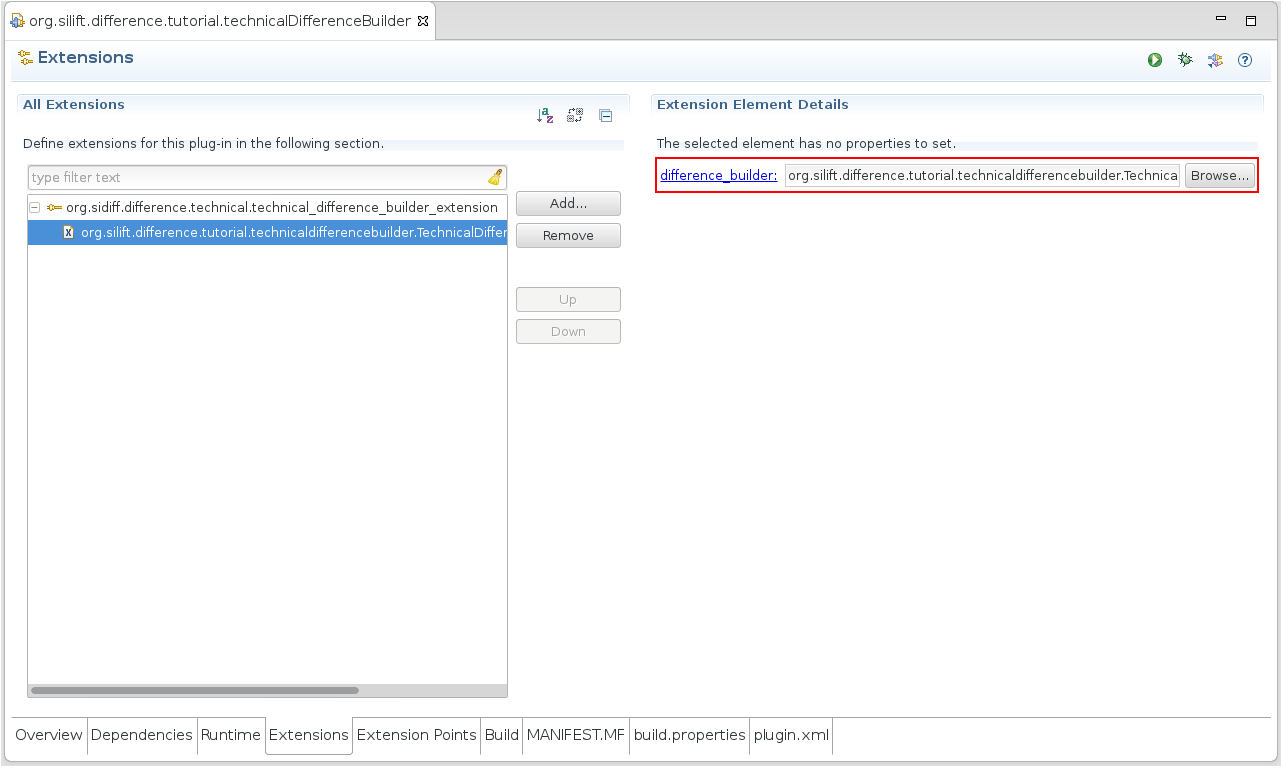 org.silift.difference.tutorial.technicalDifferenceBuilder
Extensions
All Extensions
Define extensions for this plug-in in the following section.
type filter text
org.sidiff.difference.technical.technical_difference_builder_extension
org.silift.difference.tutorial.technicaldifferencebuilder.TechnicalDiffer
Add...
Remove
Up
Down
Extension Element Details
The selected element has no properties to set.
difference_builder: org.silift.difference.tutorial.technicaldifferencebuilder.Technica Browse...
Overview Dependencies Runtime Extensions Extension Points Build MANIFEST.MF build.properties plugin.xml